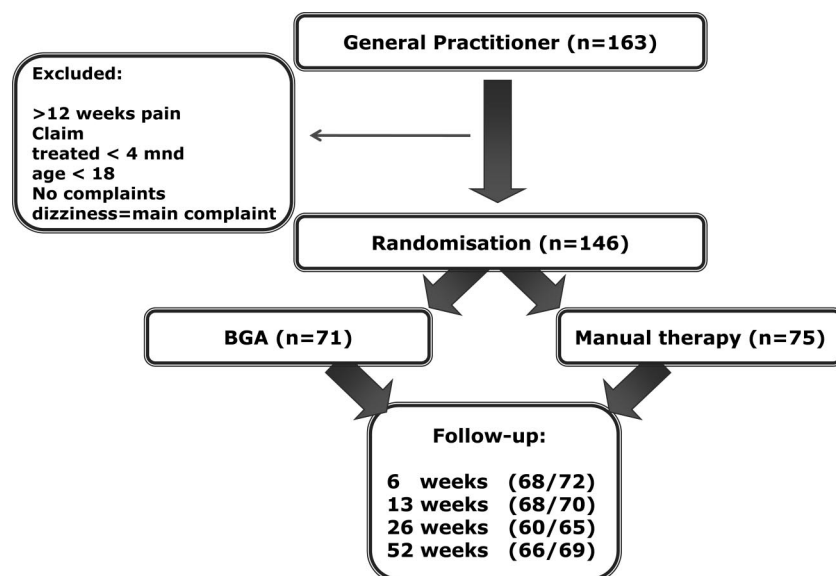 General Practitioner (n=163)
Excluded:
>12 weeks pain
Claim
treated < 4 mnd
age < 18
No complaints
dizziness=main complaint
Randomisation (n=146)
BGA (n=71)
Manual therapy (n=75)
Follow-up:
6 weeks (68/72)
13 weeks (68/70)
26 weeks (60/65)
52 weeks (66/69)